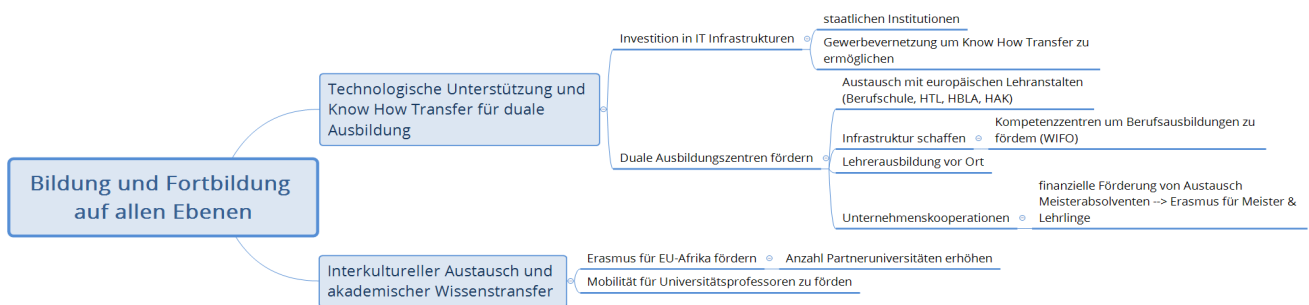 Bildung und Fortbildung
auf allen Ebenen
Technologische Unterstützung und
Know How Transfer für duale
Ausbildung
Investition in IT Infrastrukturen
staatlichen Institutionen
Gewerbevernetzung um Know How Transfer zu
ermöglichen
Duale Ausbildungszentren fördern
Austausch mit europäischen Lehranstalten
(Berufschule, HTL, HBLA, HAK)
Infrastruktur schaffen
Kompetenzzentren um Berufsausbildungen zu
fördem (WIFO)
Lehrerausbildung vor Ort
Unternehmenskooperationen
finanzielle Förderung von Austausch
Meisterabsolventen --> Erasmus für Meister &
Lehrlinge
Interkultureller Austausch und
akademischer Wissenstransfer
Erasmus für EU-Afrika fördern
Anzahl Partneruniversitäten erhöhen
Mobilität für Universitätsprofessoren zu förden